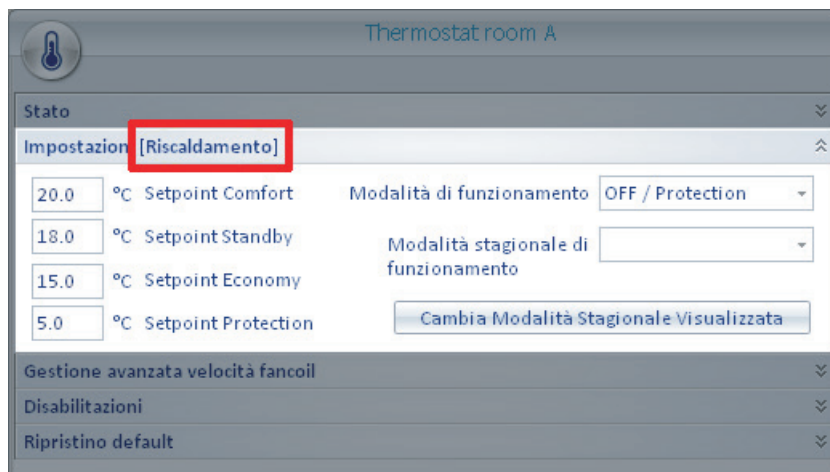 Thermostat room A
Stato
Impostazioni [Riscaldamento]
20.0 °C Setpoint Comfort
Modalità di funzionamento OFF / Protection
18.0 °C Setpoint Standby
Modalità stagionale di
funzionamento
15.0 °C Setpoint Economy
5.0 °C Setpoint Protection
Cambia Modalità Stagionale Visualizzata
Gestione avanzata velocità fancoil
Disabilitazioni
Ripristino default